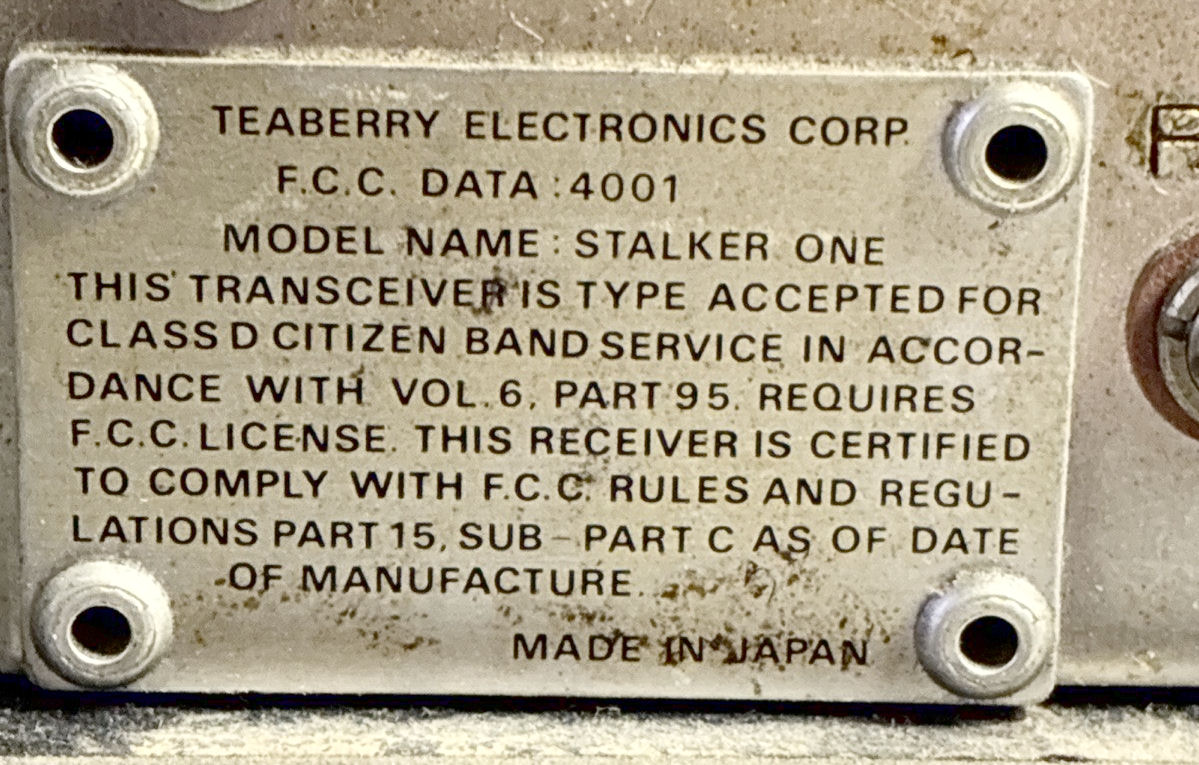 TEABERRY ELECTRONICS CORP.
F.C.C. DATA : 4001
MODEL NAME : STALKER ONE
THIS TRANSCEIVER IS TYPE ACCEPTED FOR
CLASS D CITIZEN BAND SERVICE IN ACCOR-
DANCE WITH VOL. 6, PART 95. REQUIRES
F.C.C. LICENSE. THIS RECEIVER IS CERTIFIED
TO COMPLY WITH F.C.C. RULES AND REGU-
LATIONS PART 15, SUB-PART C AS OF DATE
OF MANUFACTURE.
MADE IN JAPAN